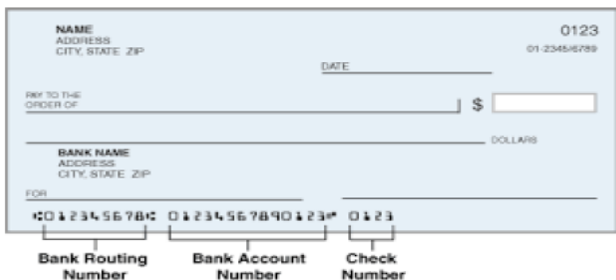 NAME 0123
ADDRESS 01-2345/6789
CITY, STATE ZIP
DATE
PAY TO THE
ORDER OF $
DOLLARS
BANK NAME
ADDRESS
CITY, STATE ZIP
FOR
⑆012345678⑆ 01234567890123⑈ 0123
Bank Routing Bank Account Check
Number Number Number